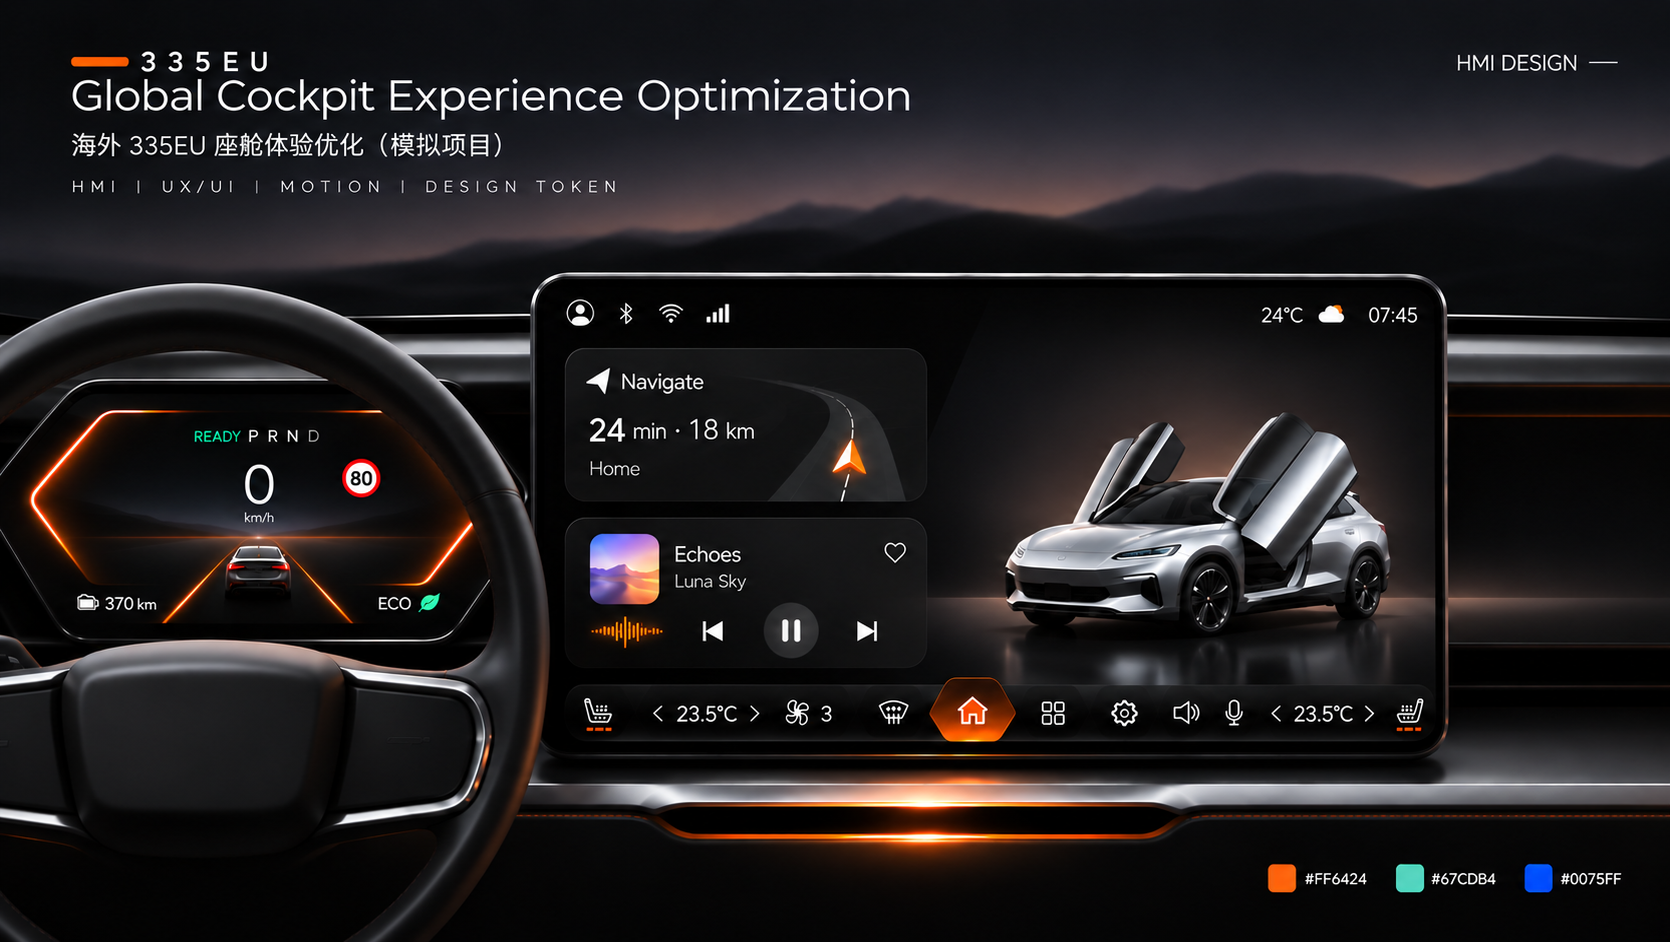 335EU
HMI DESIGN
Global Cockpit Experience Optimization
海外 335EU 座舱体验优化（模拟项目）
HMI | UX/UI | MOTION | DESIGN TOKEN
24℃ 07:45
Navigate
24 min · 18 km
Home
READY P R N D
0
km/h
80
370 km
ECO
Echoes
Luna Sky
23.5℃ 3 23.5℃
#FF6424 #67CDB4 #0075FF